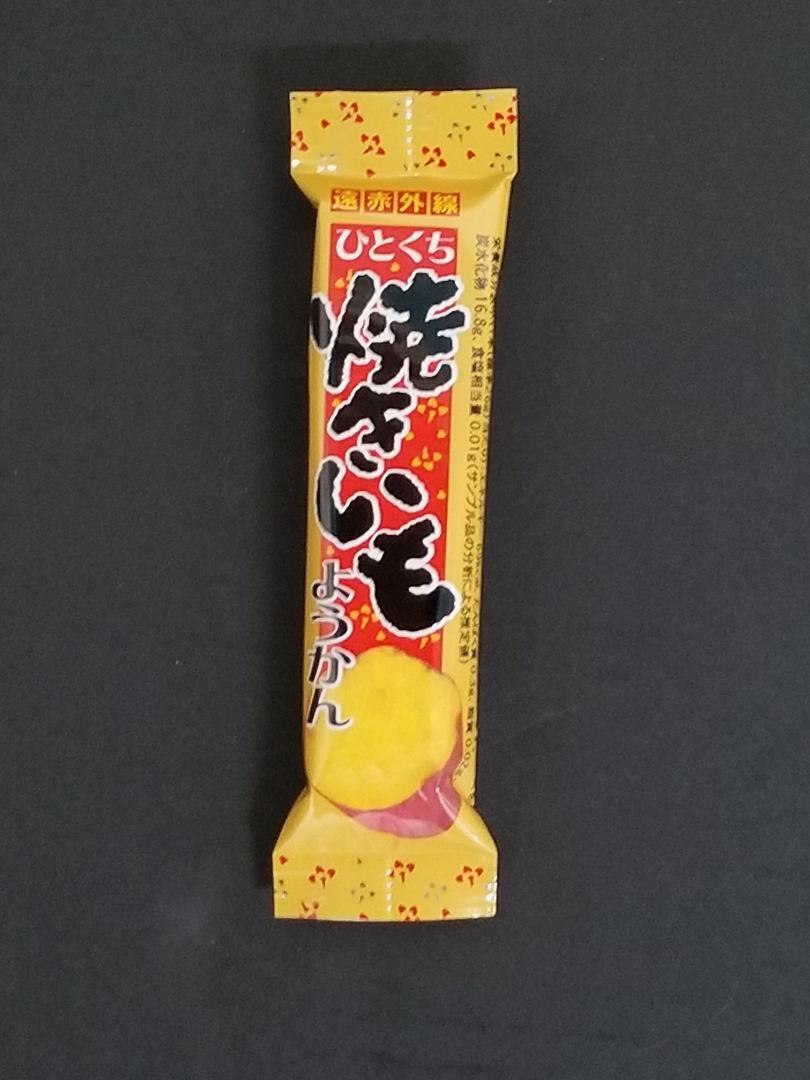 遠赤外線
ひとくち
焼きいも
ようかん
炭水化物 16.8g、食塩相当量 0.01g(サンプル品の分析による推定値)